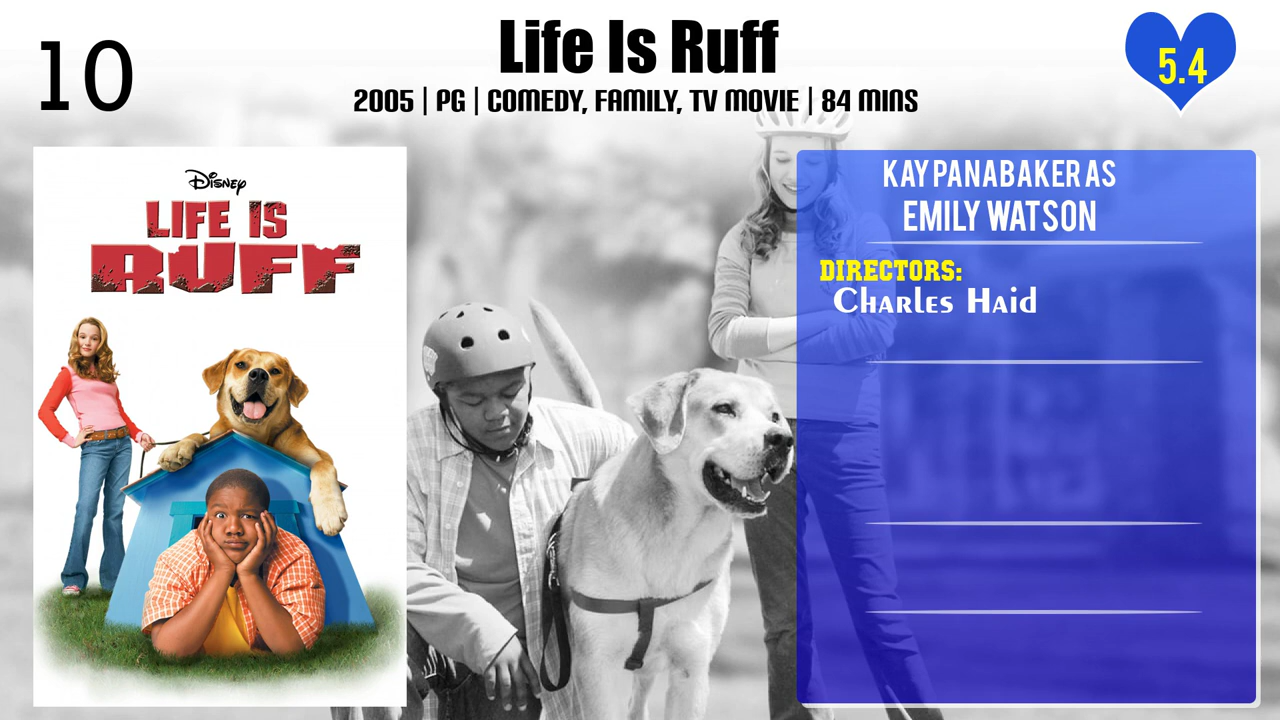 10
Life Is Ruff
2005 | PG | COMEDY, FAMILY, TV MOVIE | 84 MINS
5.4
Disney
LIFE IS
RUFF
KAY PANABAKER AS
EMILY WATSON
DIRECTORS:
Charles Haid